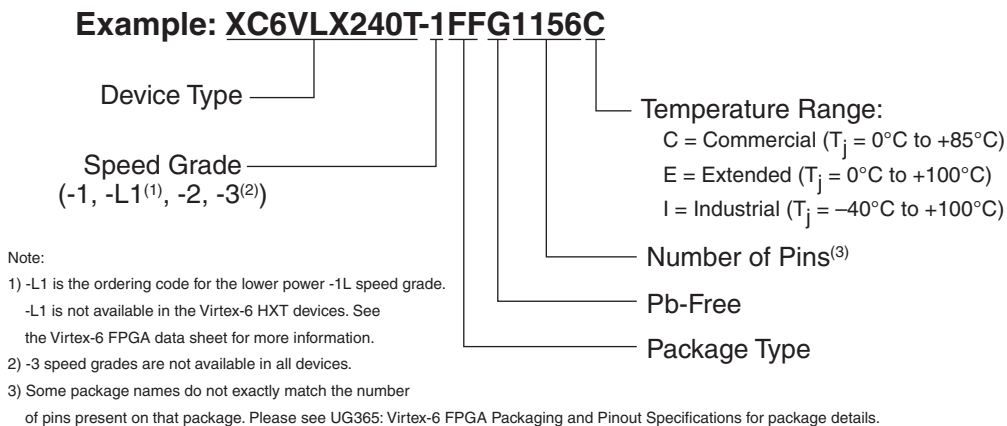 Example: XC6VLX240T-1FFG1156C
Device Type
Speed Grade
(-1, -L1(1), -2, -3(2))
Temperature Range:
C = Commercial (Tj = 0°C to +85°C)
E = Extended (Tj = 0°C to +100°C)
I = Industrial (Tj = –40°C to +100°C)
Number of Pins(3)
Pb-Free
Package Type
Note:
1) -L1 is the ordering code for the lower power -1L speed grade.
-L1 is not available in the Virtex-6 HXT devices. See
the Virtex-6 FPGA data sheet for more information.
2) -3 speed grades are not available in all devices.
3) Some package names do not exactly match the number
of pins present on that package. Please see UG365: Virtex-6 FPGA Packaging and Pinout Specifications for package details.